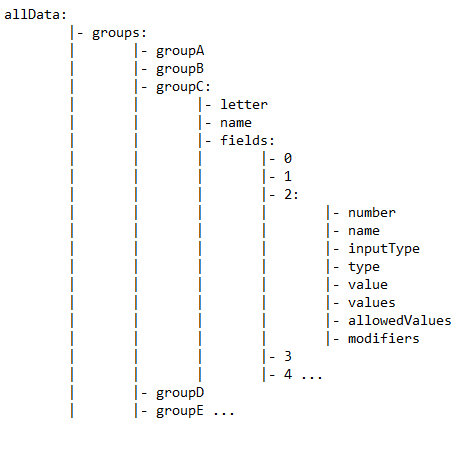 allData:
|- groups:
| |- groupA
| |- groupB
| |- groupC:
| | |- letter
| | |- name
| | |- fields:
| | | |- 0
| | | |- 1
| | | |- 2:
| | | | |- number
| | | | |- name
| | | | |- inputType
| | | | |- type
| | | | |- value
| | | | |- values
| | | | |- allowedValues
| | | | |- modifiers
| | | |- 3
| | | |- 4 ...
| |- groupD
| |- groupE ...